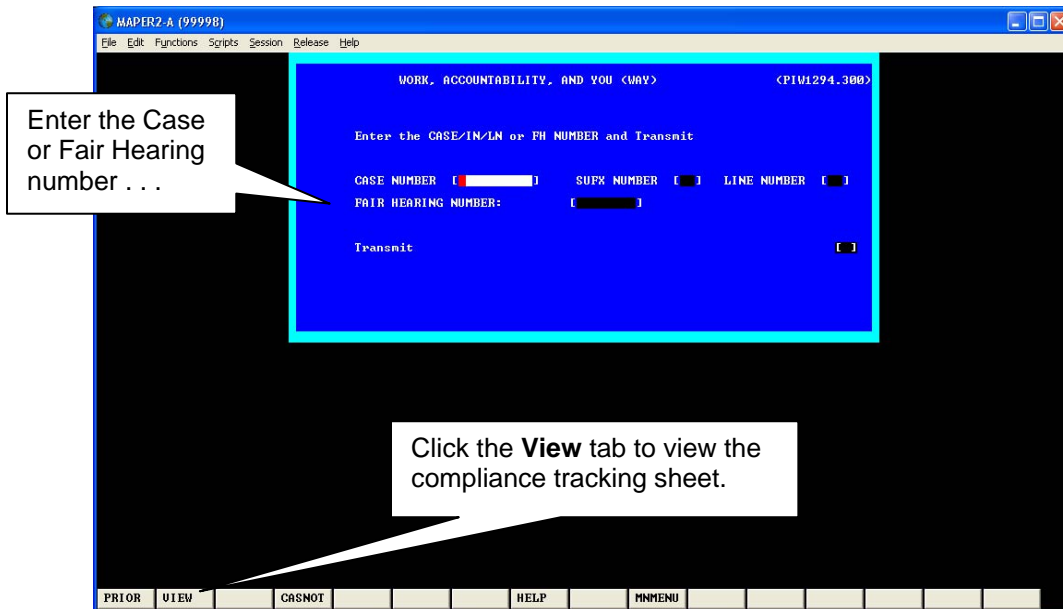 MAPER2-A (99998)
File Edit Functions Scripts Session Release Help
WORK, ACCOUNTABILITY, AND YOU (WAY) (PIW1294.300)
Enter the Case
or Fair Hearing
number . . .
Enter the CASE/IN/LN or FH NUMBER and Transmit
CASE NUMBER [ ] SUFX NUMBER [ ] LINE NUMBER [ ]
FAIR HEARING NUMBER: [ ]
Transmit [ ]
Click the View tab to view the
compliance tracking sheet.
PRIOR VIEW CASNOT HELP MNMENU